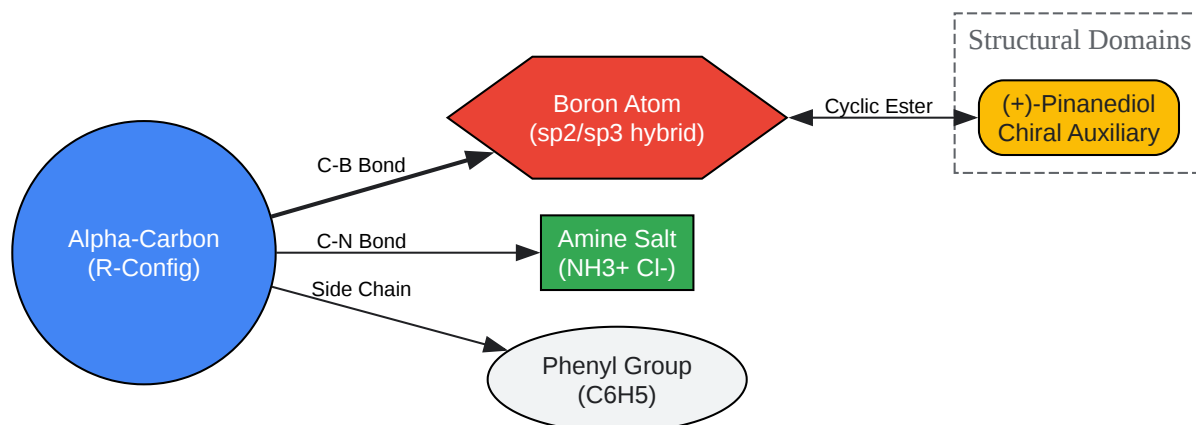 Structural Domains
Boron Atom
(sp2/sp3 hybrid)
Cyclic Ester
(+)-Pinanediol
Chiral Auxiliary
C-B Bond
Alpha-Carbon
(R-Config)
C-N Bond
Amine Salt
(NH3+ Cl-)
Side Chain
Phenyl Group
(C6H5)